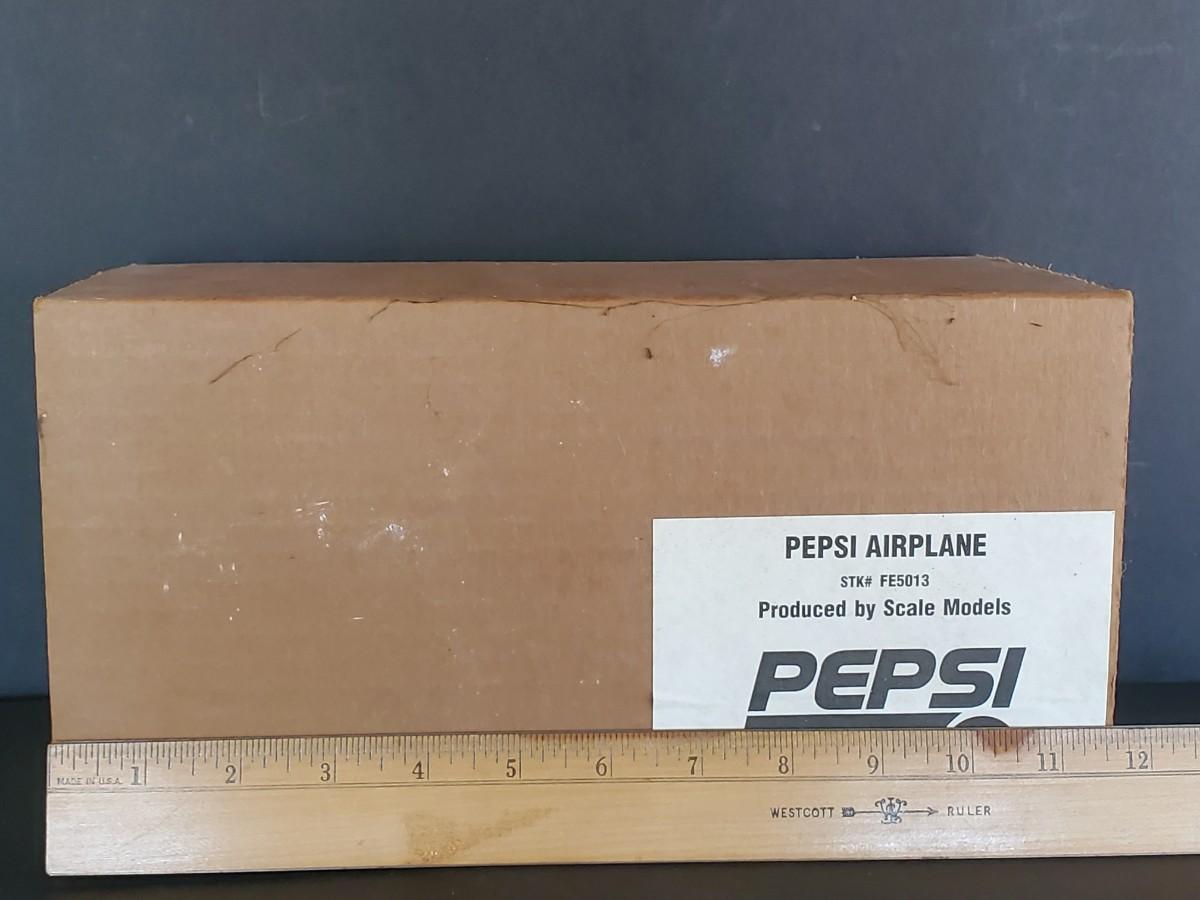 PEPSI AIRPLANE
STK# FE5013
Produced by Scale Models
PEPSI
1 2 3 4 5 6 7 8 9 10 11 12
MADE IN U.S.A.
WESTCOTT RULER